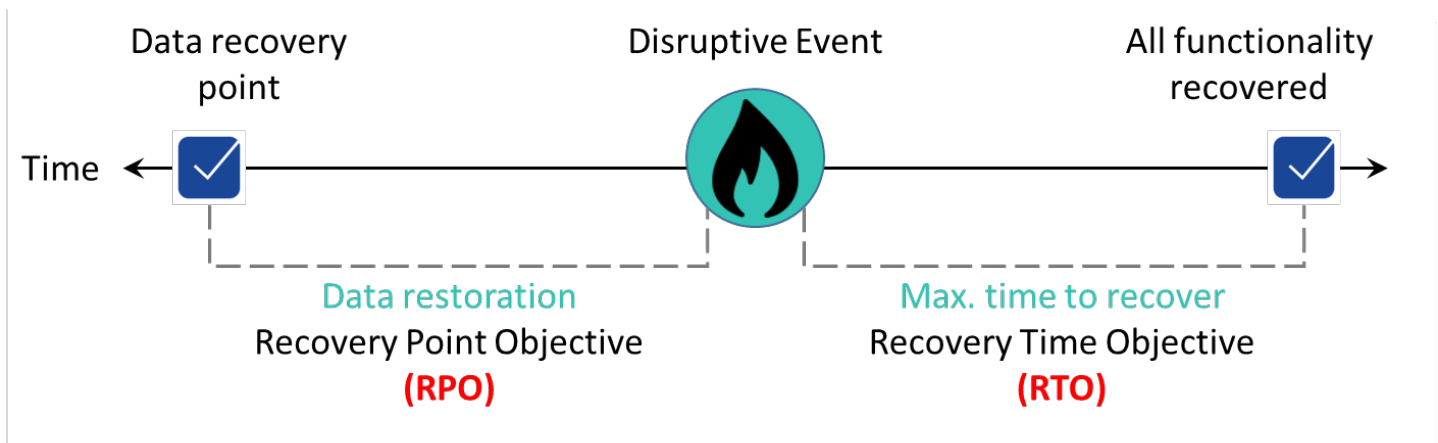 Data recovery
point
Disruptive Event
All functionality
recovered
Time
Data restoration
Recovery Point Objective
(RPO)
Max. time to recover
Recovery Time Objective
(RTO)